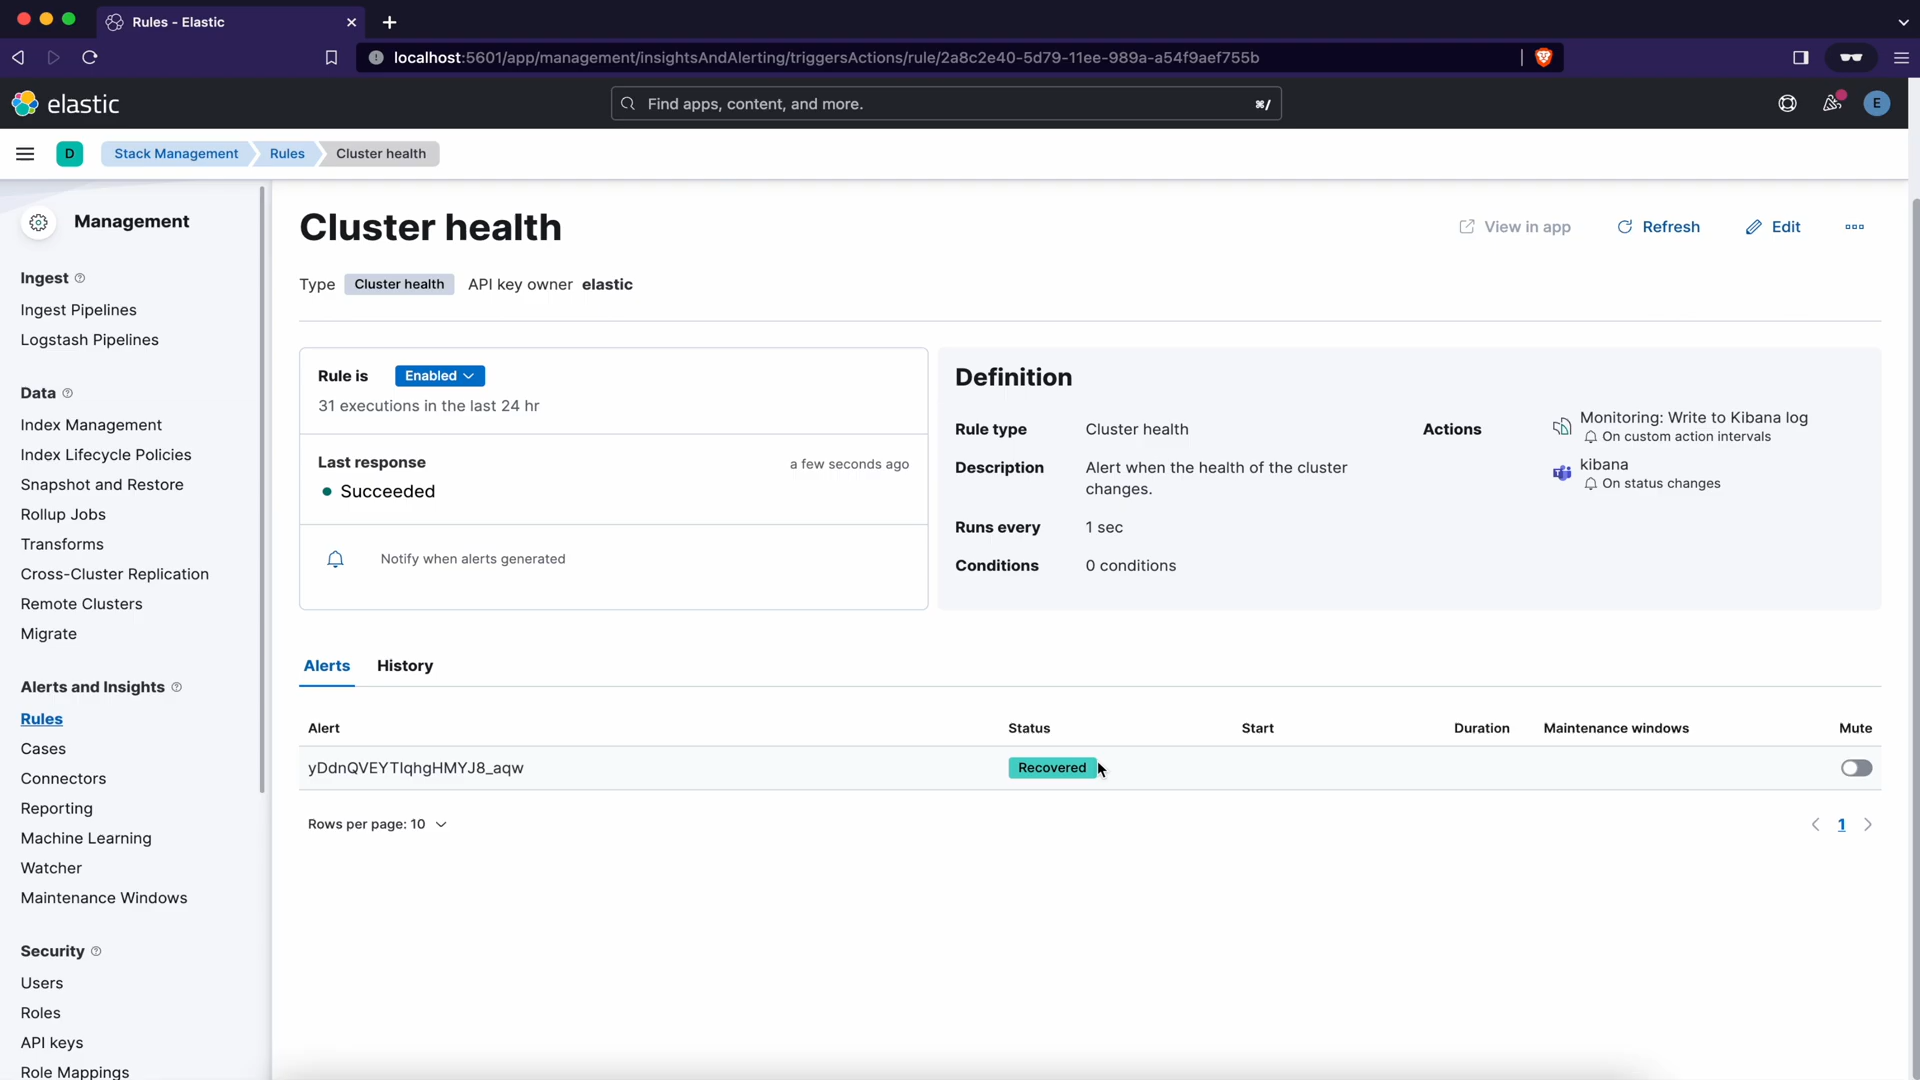 Rules - Elastic
localhost:5601/app/management/insightsAndAlerting/triggersActions/rule/2a8c2e40-5d79-11ee-989a-a54f9aef755b
elastic
Find apps, content, and more.
⌘/
E
D
Stack Management
Rules
Cluster health
Management
Ingest
Ingest Pipelines
Logstash Pipelines
Data
Index Management
Index Lifecycle Policies
Snapshot and Restore
Rollup Jobs
Transforms
Cross-Cluster Replication
Remote Clusters
Migrate
Alerts and Insights
Rules
Cases
Connectors
Reporting
Machine Learning
Watcher
Maintenance Windows
Security
Users
Roles
API keys
Role Mappings
Cluster health
View in app
Refresh
Edit
Type Cluster health API key owner elastic
Rule is Enabled
31 executions in the last 24 hr
Last response
a few seconds ago
Succeeded
Notify when alerts generated
Definition
Rule type Cluster health
Description Alert when the health of the cluster
changes.
Runs every 1 sec
Conditions 0 conditions
Actions
Monitoring: Write to Kibana log
On custom action intervals
kibana
On status changes
Alerts History
Alert Status Start Duration Maintenance windows Mute
yDdnQVEYTlqhgHMYJ8_aqw Recovered
Rows per page: 10
1